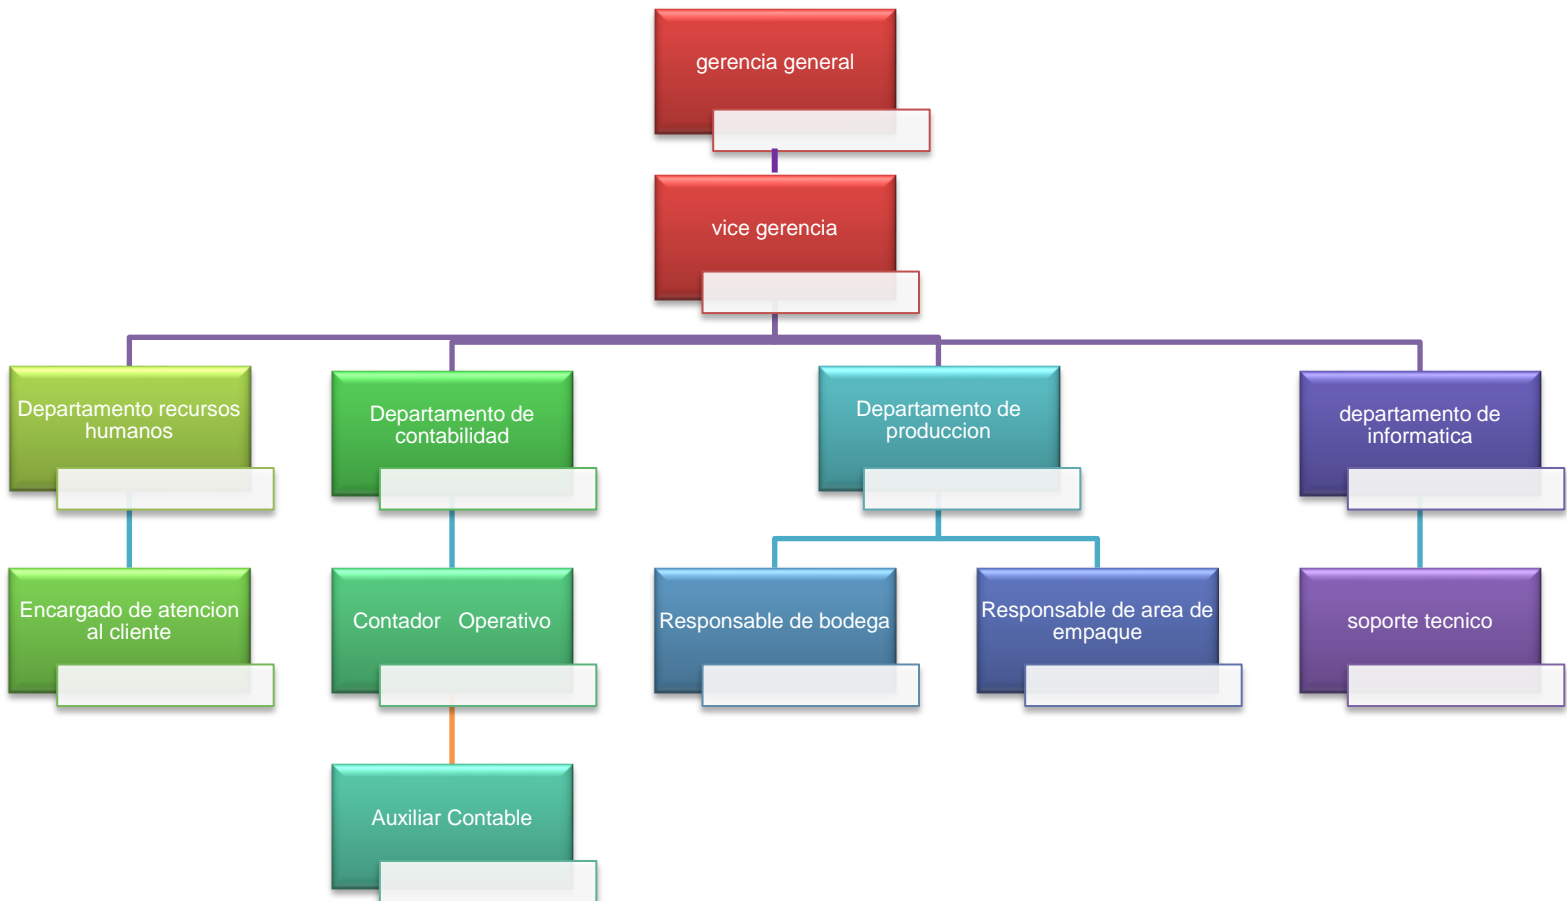 gerencia general
vice gerencia
Departamento recursos
humanos
Departamento de
contabilidad
Departamento de
produccion
departamento de
informatica
Encargado de atencion
al cliente
Contador   Operativo
Responsable de bodega
Responsable de area de
empaque
soporte tecnico
Auxiliar Contable